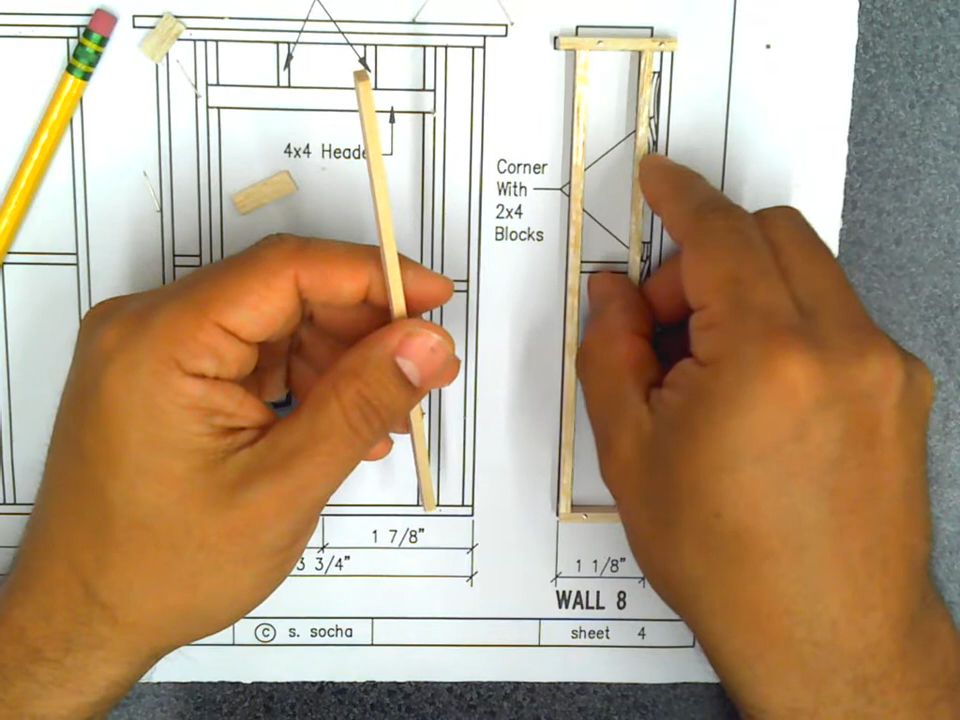 4x4 Heade
Corner
With
2x4
Blocks
1 7/8"
3 3/4"
1 1/8"
WALL 8
© s. socha
sheet 4